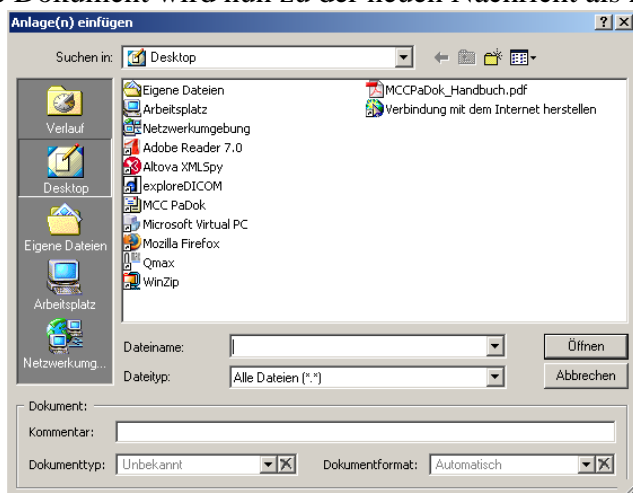 Dokument wird nun zu der neuen Nachricht als
Anlage(n) einfügen
Suchen in: Desktop
Verlauf
Desktop
Eigene Dateien
Arbeitsplatz
Netzwerkumg...
Eigene Dateien
Arbeitsplatz
Netzwerkumgebung
Adobe Reader 7.0
Altova XMLSpy
exploreDICOM
MCC PaDok
Microsoft Virtual PC
Mozilla Firefox
Qmax
WinZip
MCCPaDok_Handbuch.pdf
Verbindung mit dem Internet herstellen
Dateiname: Öffnen
Dateityp: Alle Dateien (*.*) Abbrechen
Dokument:
Kommentar:
Dokumenttyp: Unbekannt Dokumentformat: Automatisch